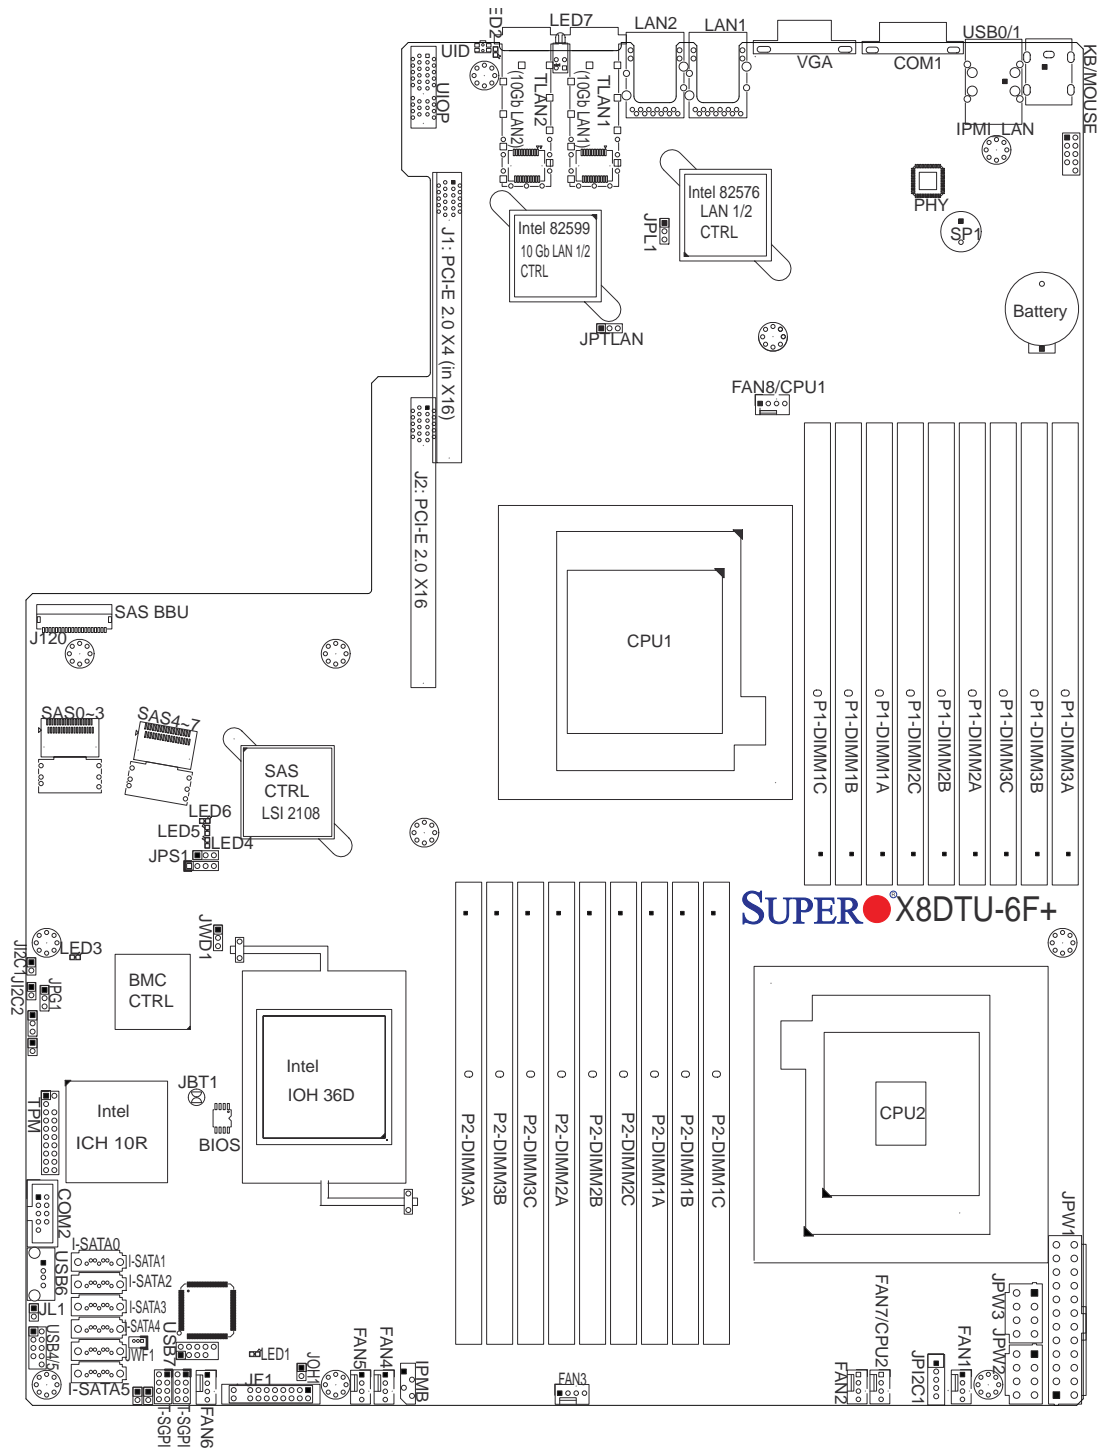 ED2
LED7
LAN2
LAN1
USB0/1
UID
VGA
COM1
KB/MOUSE
UIOP
TLAN2
(10Gb LAN2)
TLAN1
(10Gb LAN1)
IPMI_LAN
Intel 82576
LAN 1/2
CTRL
PHY
JPL1
SP1
Intel 82599
10 Gb LAN 1/2
CTRL
J1: PCI-E 2.0 X4 (in X16)
Battery
JPTLAN
FAN8/CPU1
J2: PCI-E 2.0 X16
SAS BBU
J120
CPU1
SAS0~3
SAS4~7
P1-DIMM1C
P1-DIMM1B
P1-DIMM1A
P1-DIMM2C
P1-DIMM2B
P1-DIMM2A
P1-DIMM3C
P1-DIMM3B
P1-DIMM3A
SAS
CTRL
LSI 2108
LED6
LED5
LED4
JPS1
SUPER® X8DTU-6F+
JWD1
LED3
JI2C1
JI2C2
JPG1
BMC
CTRL
Intel
IOH 36D
JBT1
BIOS
TPM
Intel
ICH 10R
CPU2
P2-DIMM3A
P2-DIMM3B
P2-DIMM3C
P2-DIMM2A
P2-DIMM2B
P2-DIMM2C
P2-DIMM1A
P2-DIMM1B
P2-DIMM1C
COM2
I-SATA0
I-SATA1
I-SATA2
I-SATA3
I-SATA4
I-SATA5
USB6
JL1
USB4/5
JWF1
USB7
LED1
JOH1
JF1
T-SGPI
T-SGPI
FAN6
FAN5
FAN4
IPMB
FAN3
FAN2
FAN7/CPU2
JPI2C1
FAN1
JPW3
JPW2
JPW1